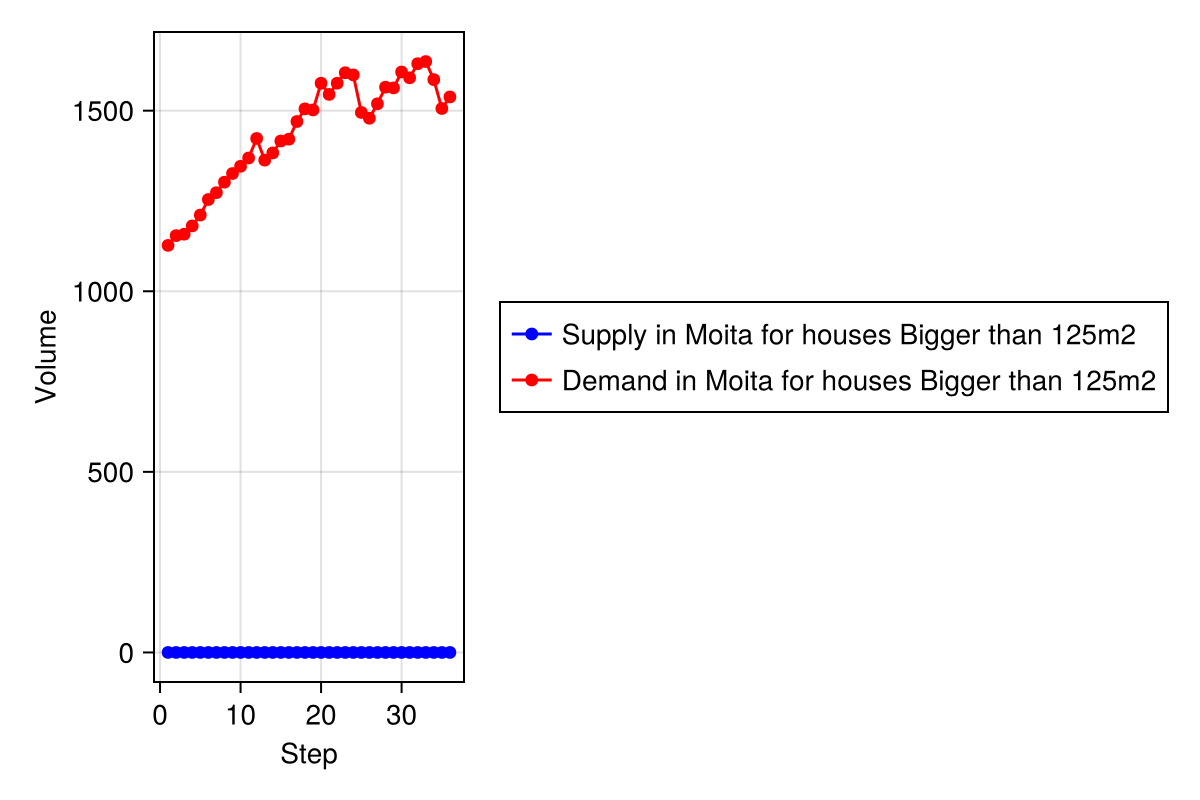 1500
1000
500
0
Volume
0 10 20 30
Step
Supply in Moita for houses Bigger than 125m2
Demand in Moita for houses Bigger than 125m2